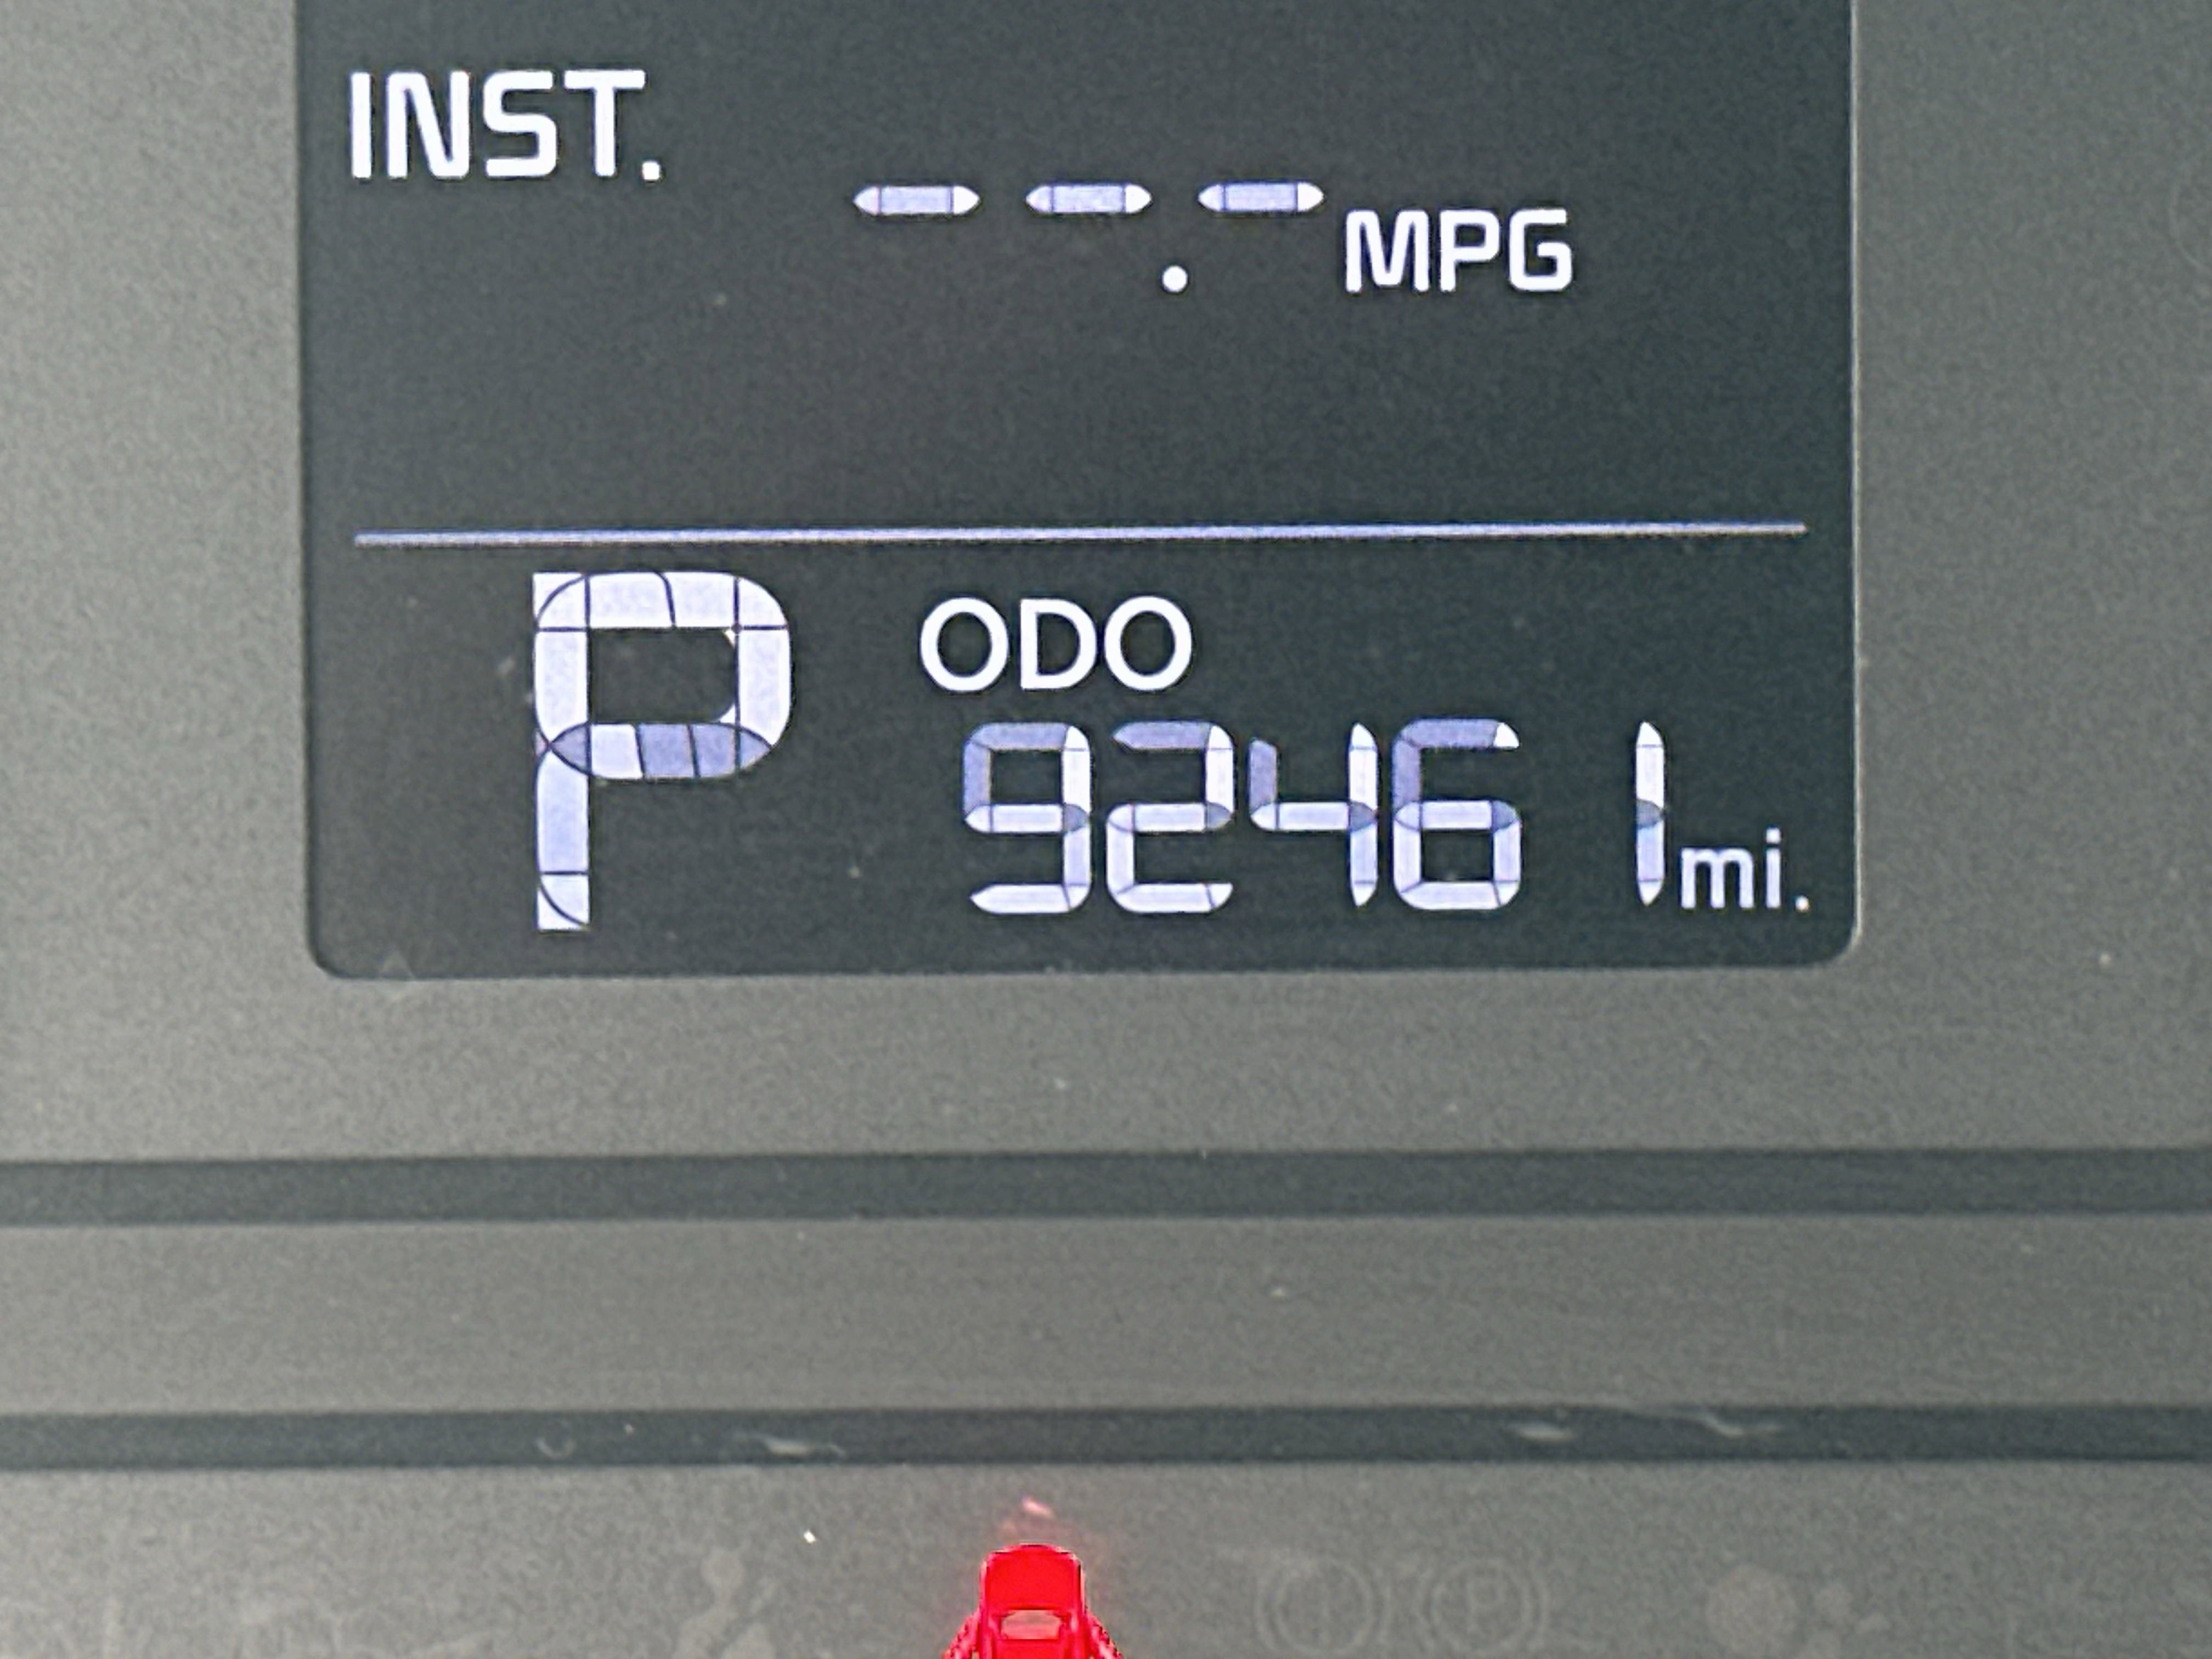 INST.
--.- MPG
P
ODO
92461 mi.